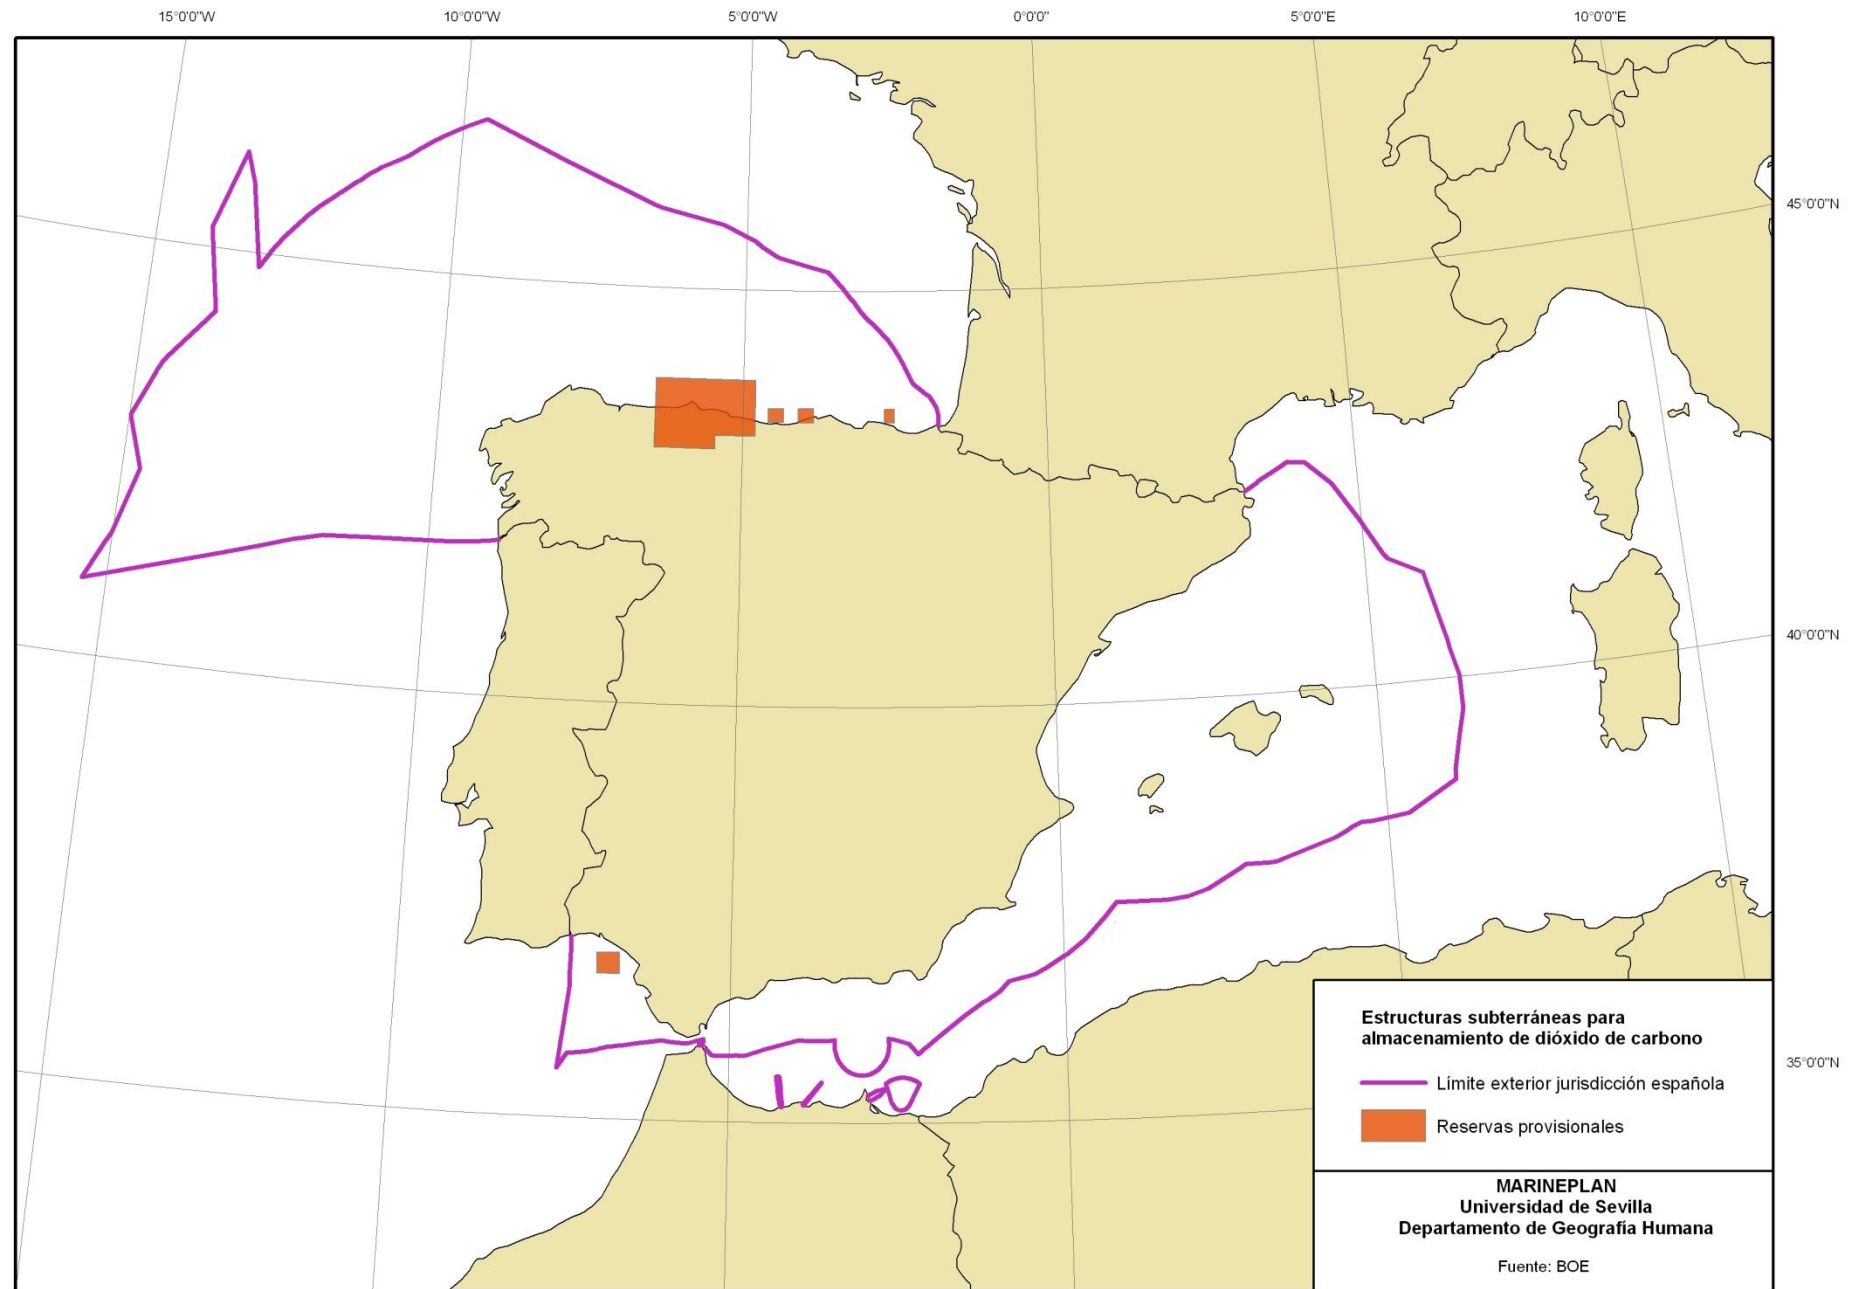 15°0'0"W
10°0'0"W
5°0'0"W
0°0'0"
5°0'0"E
10°0'0"E
45°0'0"N
40°0'0"N
35°0'0"N
Estructuras subterráneas para
almacenamiento de dióxido de carbono
Límite exterior jurisdicción española
Reservas provisionales
MARINEPLAN
Universidad de Sevilla
Departamento de Geografía Humana
Fuente: BOE